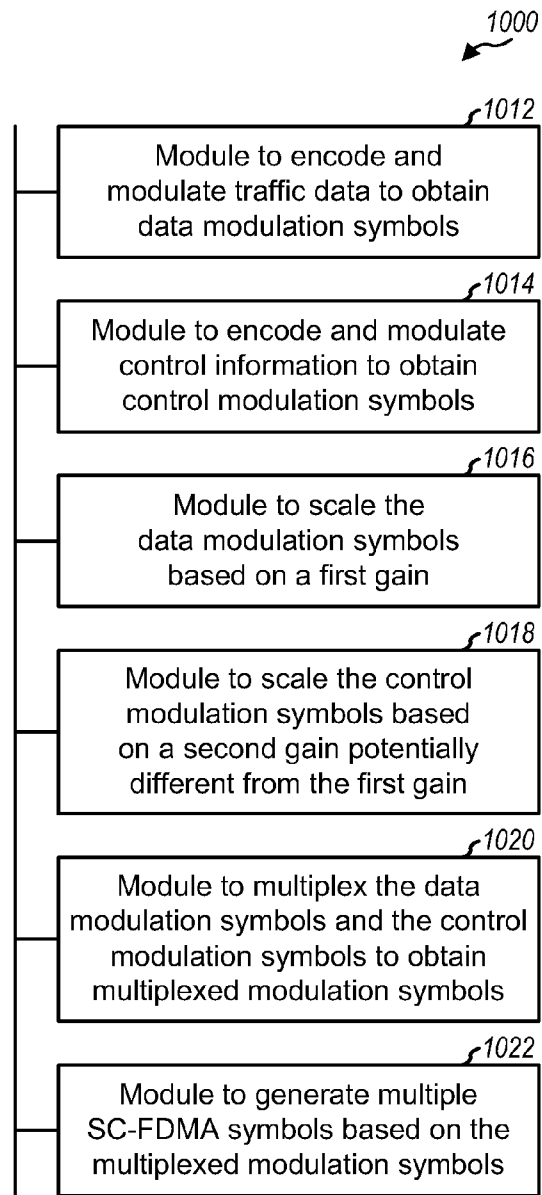 1000
1012
Module to encode and
modulate traffic data to obtain
data modulation symbols
1014
Module to encode and modulate
control information to obtain
control modulation symbols
1016
Module to scale the
data modulation symbols
based on a first gain
1018
Module to scale the control
modulation symbols based
on a second gain potentially
different from the first gain
1020
Module to multiplex the data
modulation symbols and the control
modulation symbols to obtain
multiplexed modulation symbols
1022
Module to generate multiple
SC-FDMA symbols based on the
multiplexed modulation symbols